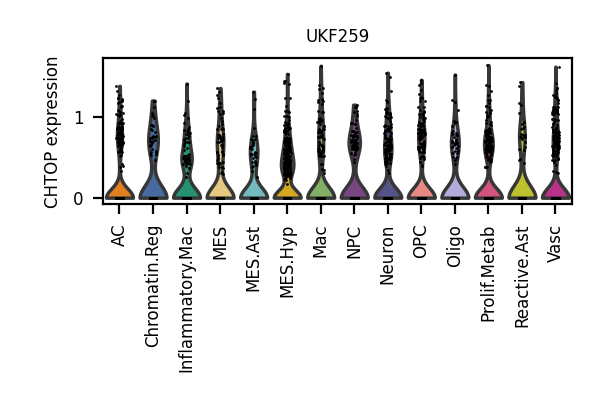 UKF259
CHTOP expression
1
0
AC
Chromatin.Reg
Inflammatory.Mac
MES
MES.Ast
MES.Hyp
Mac
NPC
Neuron
OPC
Oligo
Prolif.Metab
Reactive.Ast
Vasc